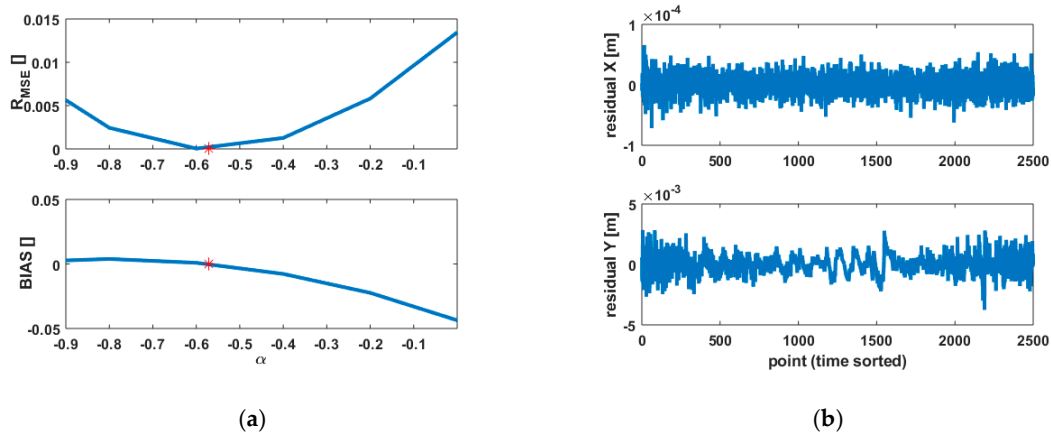 0.015
0.01
0.005
0
R_MSE []
-0.9 -0.8 -0.7 -0.6 -0.5 -0.4 -0.3 -0.2 -0.1
0.05
0
-0.05
BIAS []
-0.9 -0.8 -0.7 -0.6 -0.5 -0.4 -0.3 -0.2 -0.1
α
(a)
×10^-4
1
0
-1
residual X [m]
0 500 1000 1500 2000 2500
×10^-3
5
0
-5
residual Y [m]
0 500 1000 1500 2000 2500
point (time sorted)
(b)